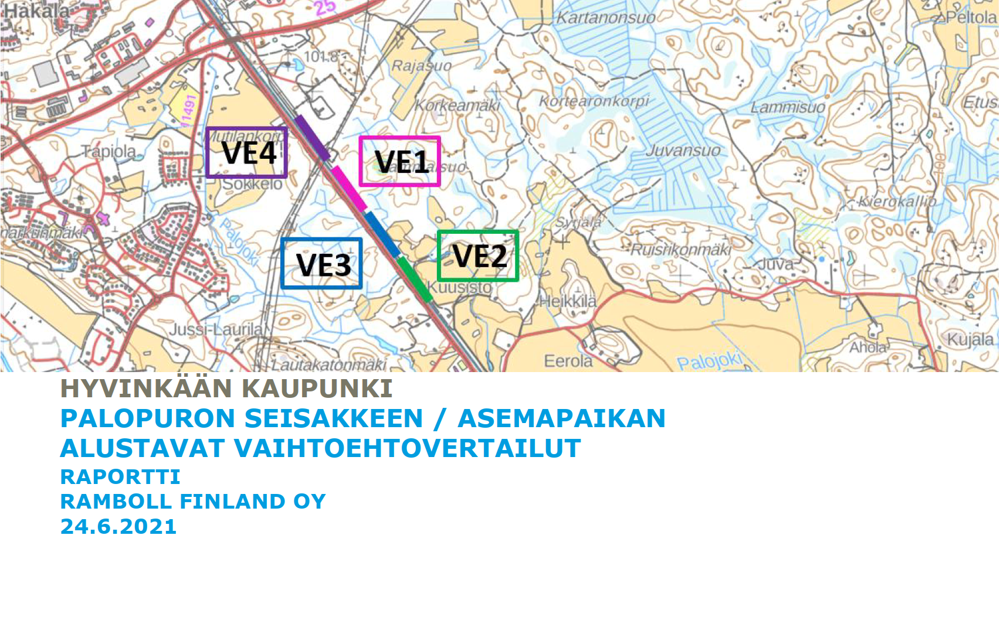 Hakala
25
Kartanonsuo
Peltola
101.8
Rajasuo
11491
Korkeamäki
Kortearonkorpi
Lammisuo
VE4
Tapiola
VE1
Juvansuo
100
Sokkelo
Kierokallio
Syrjälä
Palojoki
VE3
VE2
Ruisrikonmäki
Juva
Kuusisto
Heikkilä
Jussi-Laurila
Kujala
Ahola
Eerola
Palojoki
Lautakatonmäki
HYVINKÄÄN KAUPUNKI
PALOPURON SEISAKKEEN / ASEMAPAIKAN
ALUSTAVAT VAIHTOEHTOVERTAILUT
RAPORTTI
RAMBOLL FINLAND OY
24.6.2021